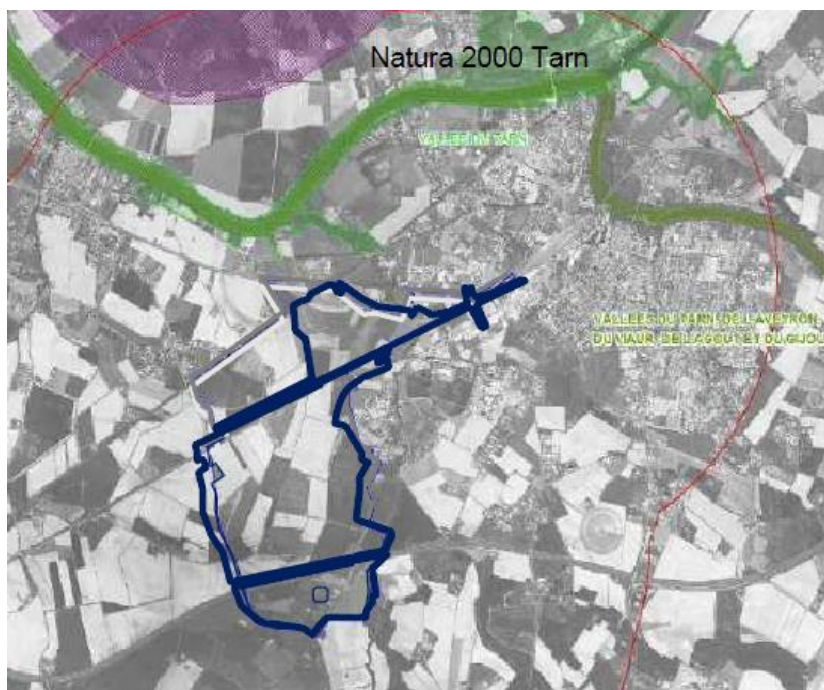 Natura 2000 Tarn
VALLEE DU TARN
VALLEES DU TARN, DE L'AVEYRON,
DU VIAUR, DE L'AGOUT ET DU GIJOU